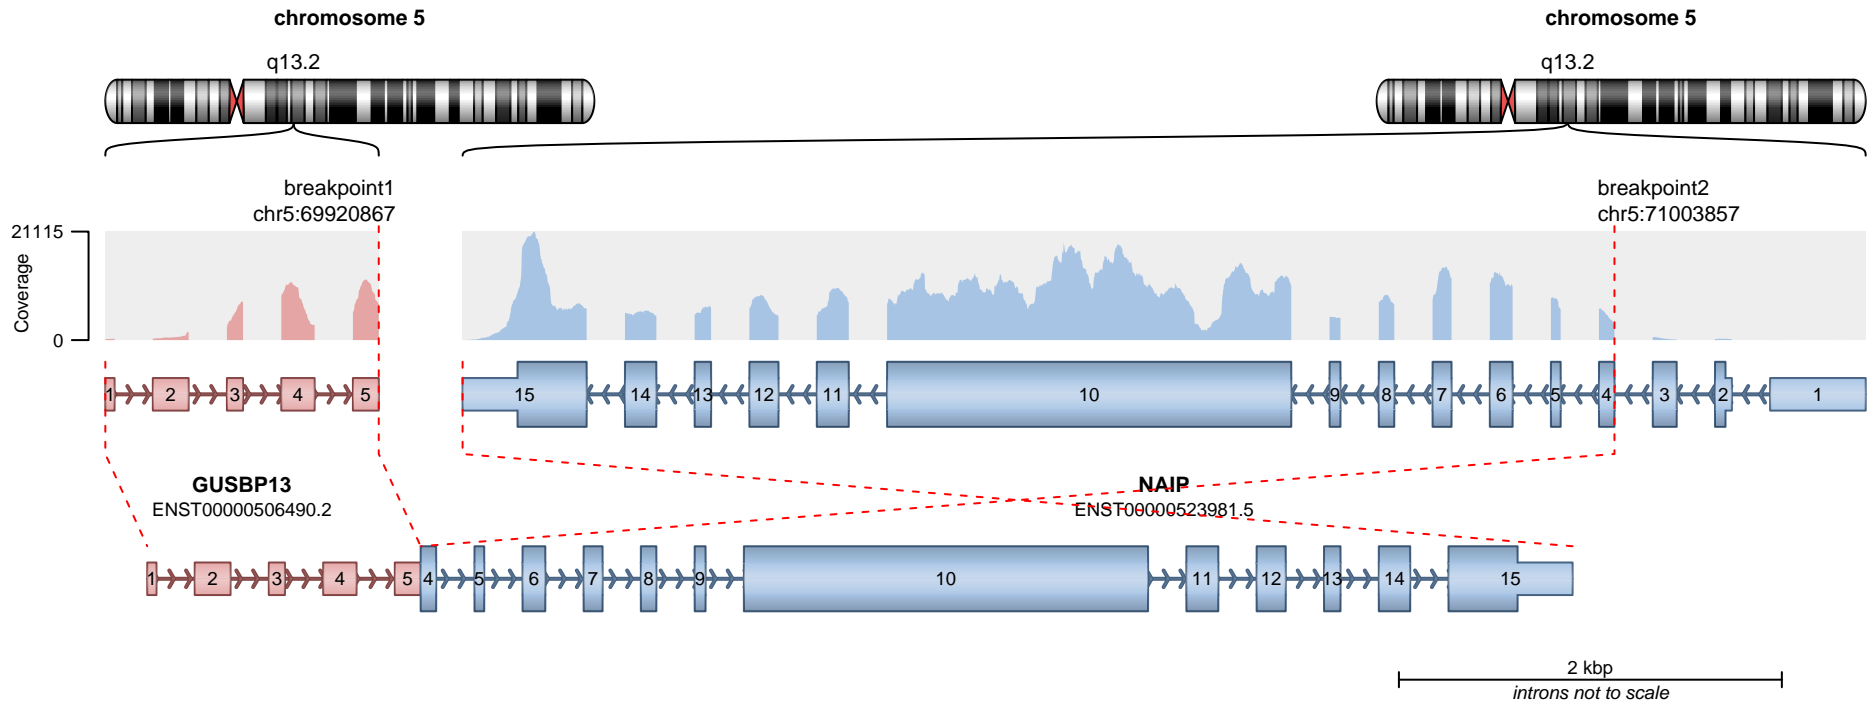 chromosome 5
chromosome 5
q13.2
q13.2
breakpoint1
chr5:69920867
breakpoint2
chr5:71003857
21115
Coverage
0
1 2 3 4 5
15 14 13 12 11 10 9 8 7 6 5 4 3 2 1
GUSBP13
ENST00000506490.2
NAIP
ENST00000523981.5
1 2 3 4 5 4 5 6 7 8 9 10 11 12 13 14 15
2 kbp
introns not to scale